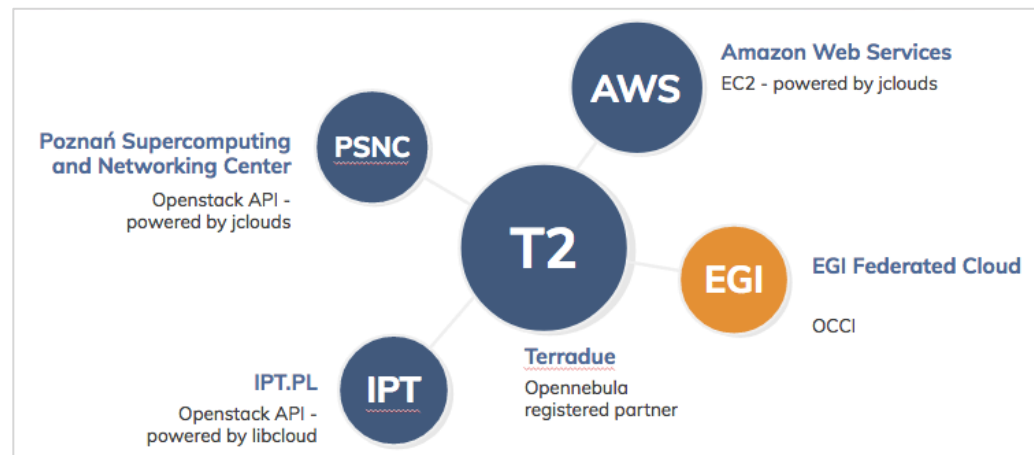 AWS
Amazon Web Services
EC2 - powered by jclouds
PSNC
Poznań Supercomputing
and Networking Center
Openstack API -
powered by jclouds
T2
Terradue
Opennebula
registered partner
EGI
EGI Federated Cloud
OCCI
IPT
IPT.PL
Openstack API -
powered by libcloud